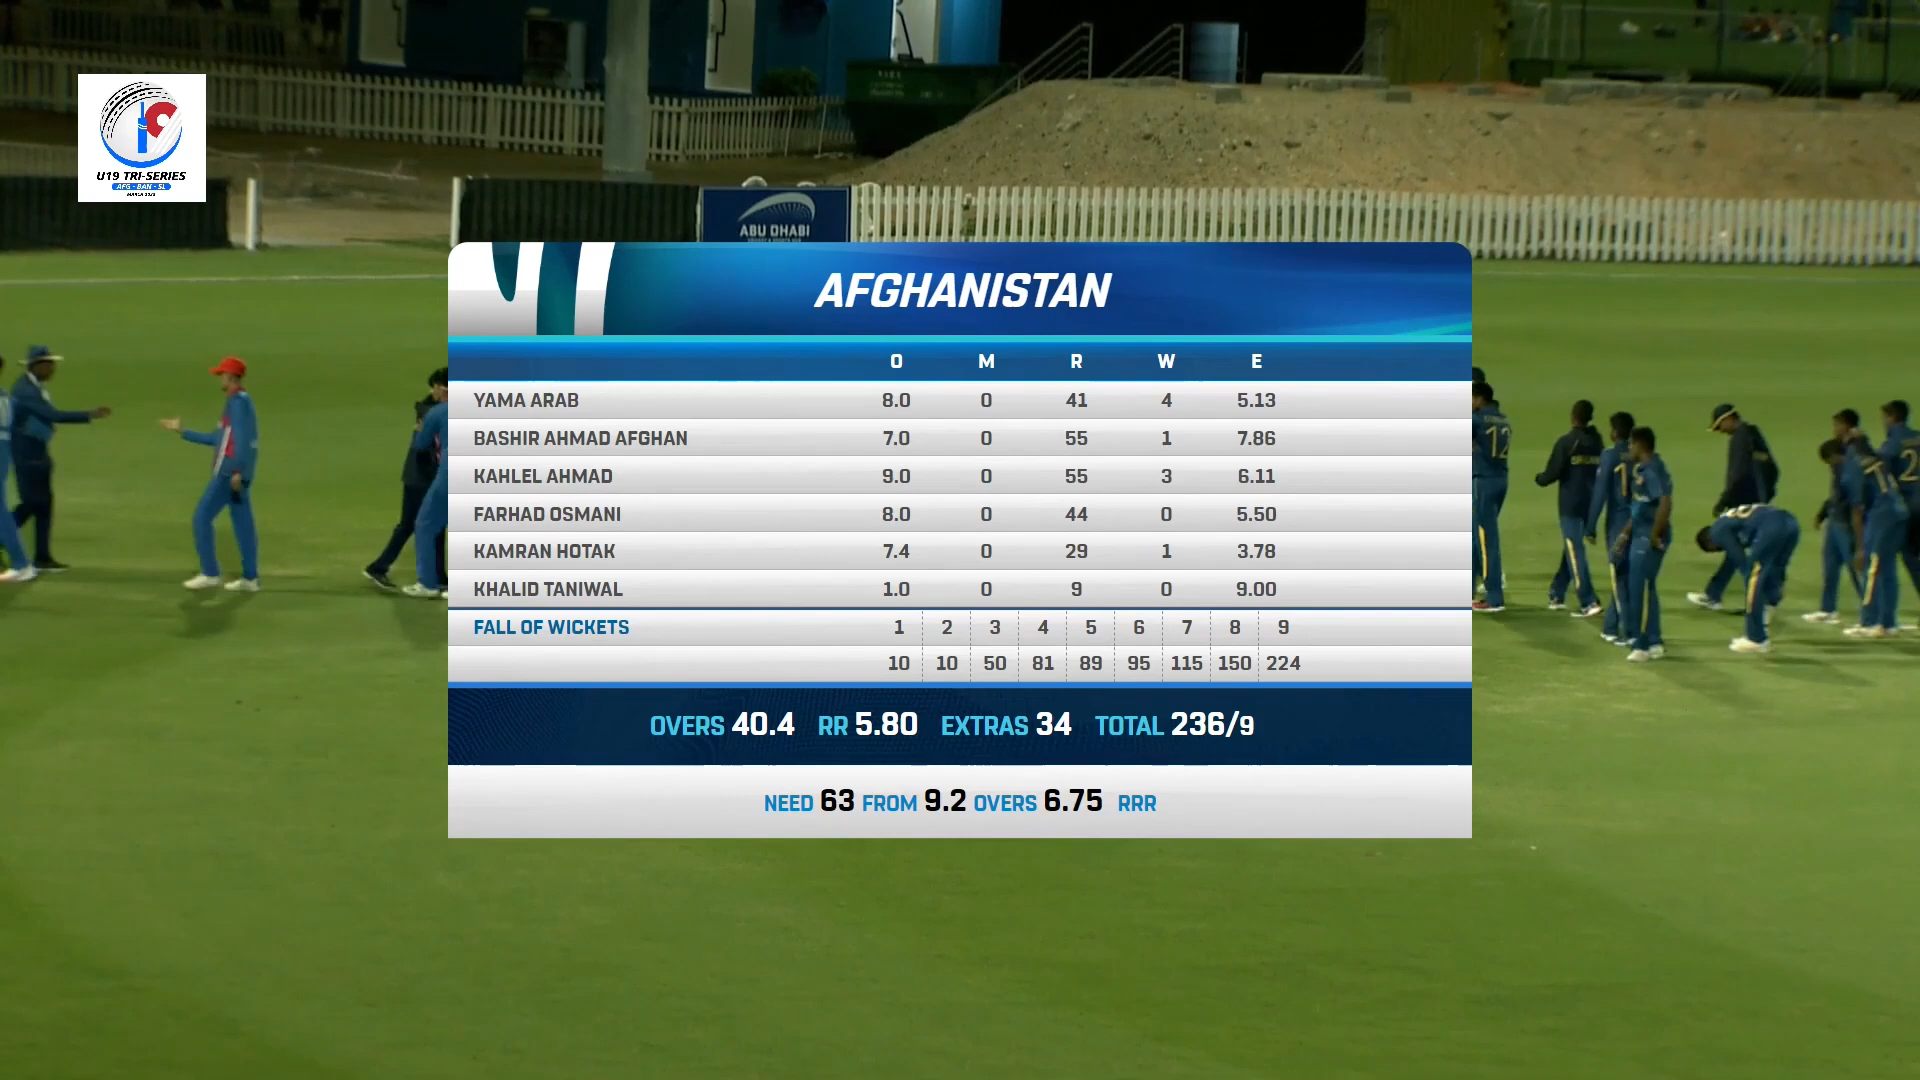 U19 TRI-SERIES
AFG - BAN - SL
MARCH 2025
ABU DHABI
AFGHANISTAN
O M R W E
YAMA ARAB 8.0 0 41 4 5.13
BASHIR AHMAD AFGHAN 7.0 0 55 1 7.86
KAHLEL AHMAD 9.0 0 55 3 6.11
FARHAD OSMANI 8.0 0 44 0 5.50
KAMRAN HOTAK 7.4 0 29 1 3.78
KHALID TANIWAL 1.0 0 9 0 9.00
FALL OF WICKETS 1 2 3 4 5 6 7 8 9
10 10 50 81 89 95 115 150 224
OVERS 40.4 RR 5.80 EXTRAS 34 TOTAL 236/9
NEED 63 FROM 9.2 OVERS 6.75 RRR
12